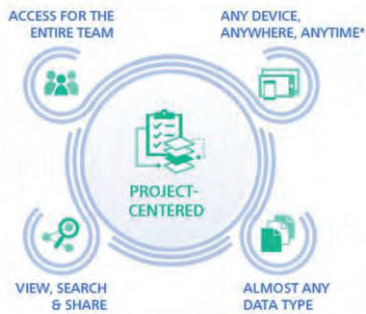 ACCESS FOR THE
ENTIRE TEAM
ANY DEVICE,
ANYWHERE, ANYTIME*
PROJECT-
CENTERED
VIEW, SEARCH
& SHARE
ALMOST ANY
DATA TYPE